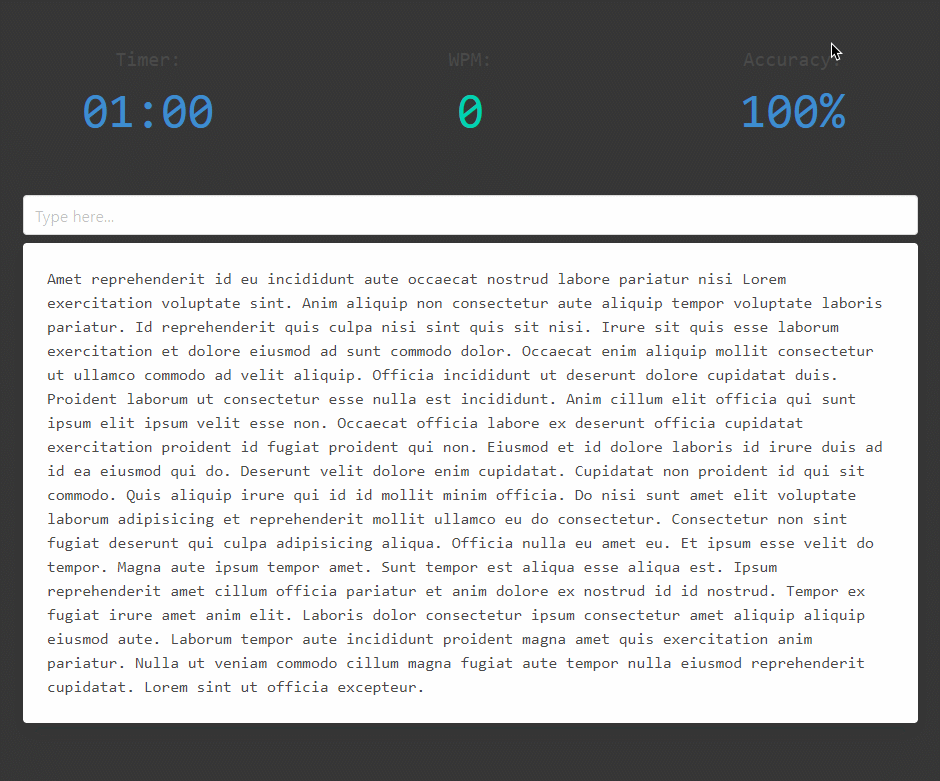 Timer: WPM: Accuracy:
01:00 0 100%
Type here...
Amet reprehenderit id eu incididunt aute occaecat nostrud labore pariatur nisi Lorem
exercitation voluptate sint. Anim aliquip non consectetur aute aliquip tempor voluptate laboris
pariatur. Id reprehenderit quis culpa nisi sint quis sit nisi. Irure sit quis esse laborum
exercitation et dolore eiusmod ad sunt commodo dolor. Occaecat enim aliquip mollit consectetur
ut ullamco commodo ad velit aliquip. Officia incididunt ut deserunt dolore cupidatat duis.
Proident laborum ut consectetur esse nulla est incididunt. Anim cillum elit officia qui sunt
ipsum elit ipsum velit esse non. Occaecat officia labore ex deserunt officia cupidatat
exercitation proident id fugiat proident qui non. Eiusmod et id dolore laboris id irure duis ad
id ea eiusmod qui do. Deserunt velit dolore enim cupidatat. Cupidatat non proident id qui sit
commodo. Quis aliquip irure qui id id mollit minim officia. Do nisi sunt amet elit voluptate
laborum adipisicing et reprehenderit mollit ullamco eu do consectetur. Consectetur non sint
fugiat deserunt qui culpa adipisicing aliqua. Officia nulla eu amet eu. Et ipsum esse velit do
tempor. Magna aute ipsum tempor amet. Sunt tempor est aliqua esse aliqua est. Ipsum
reprehenderit amet cillum officia pariatur et anim dolore ex nostrud id id nostrud. Tempor ex
fugiat irure amet anim elit. Laboris dolor consectetur ipsum consectetur amet aliquip aliquip
eiusmod aute. Laborum tempor aute incididunt proident magna amet quis exercitation anim
pariatur. Nulla ut veniam commodo cillum magna fugiat aute tempor nulla eiusmod reprehenderit
cupidatat. Lorem sint ut officia excepteur.